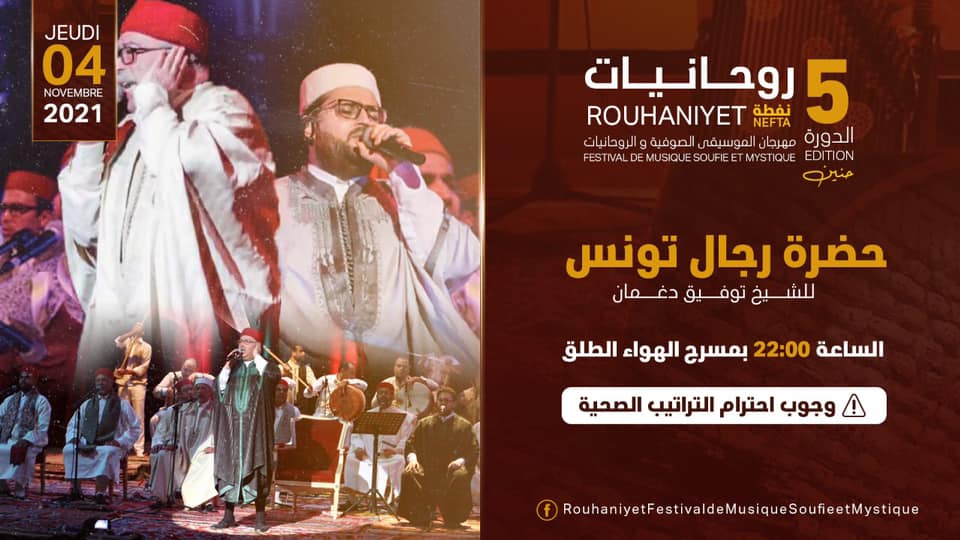 JEUDI
04
NOVEMBRE
2021
روحانيات
ROUHANIYET
نفطة
NEFTA
مهرجان الموسيقى الصوفية و الروحانيات
FESTIVAL DE MUSIQUE SOUFIE ET MYSTIQUE
5
الدورة
EDITION
حنين
حضرة رجال تونس
للشيخ توفيق دغمان
الساعة 22:00 بمسرح الهواء الطلق
وجوب احترام التراتيب الصحية
RouhaniyetFestivaldeMusiqueSoufieetMystique